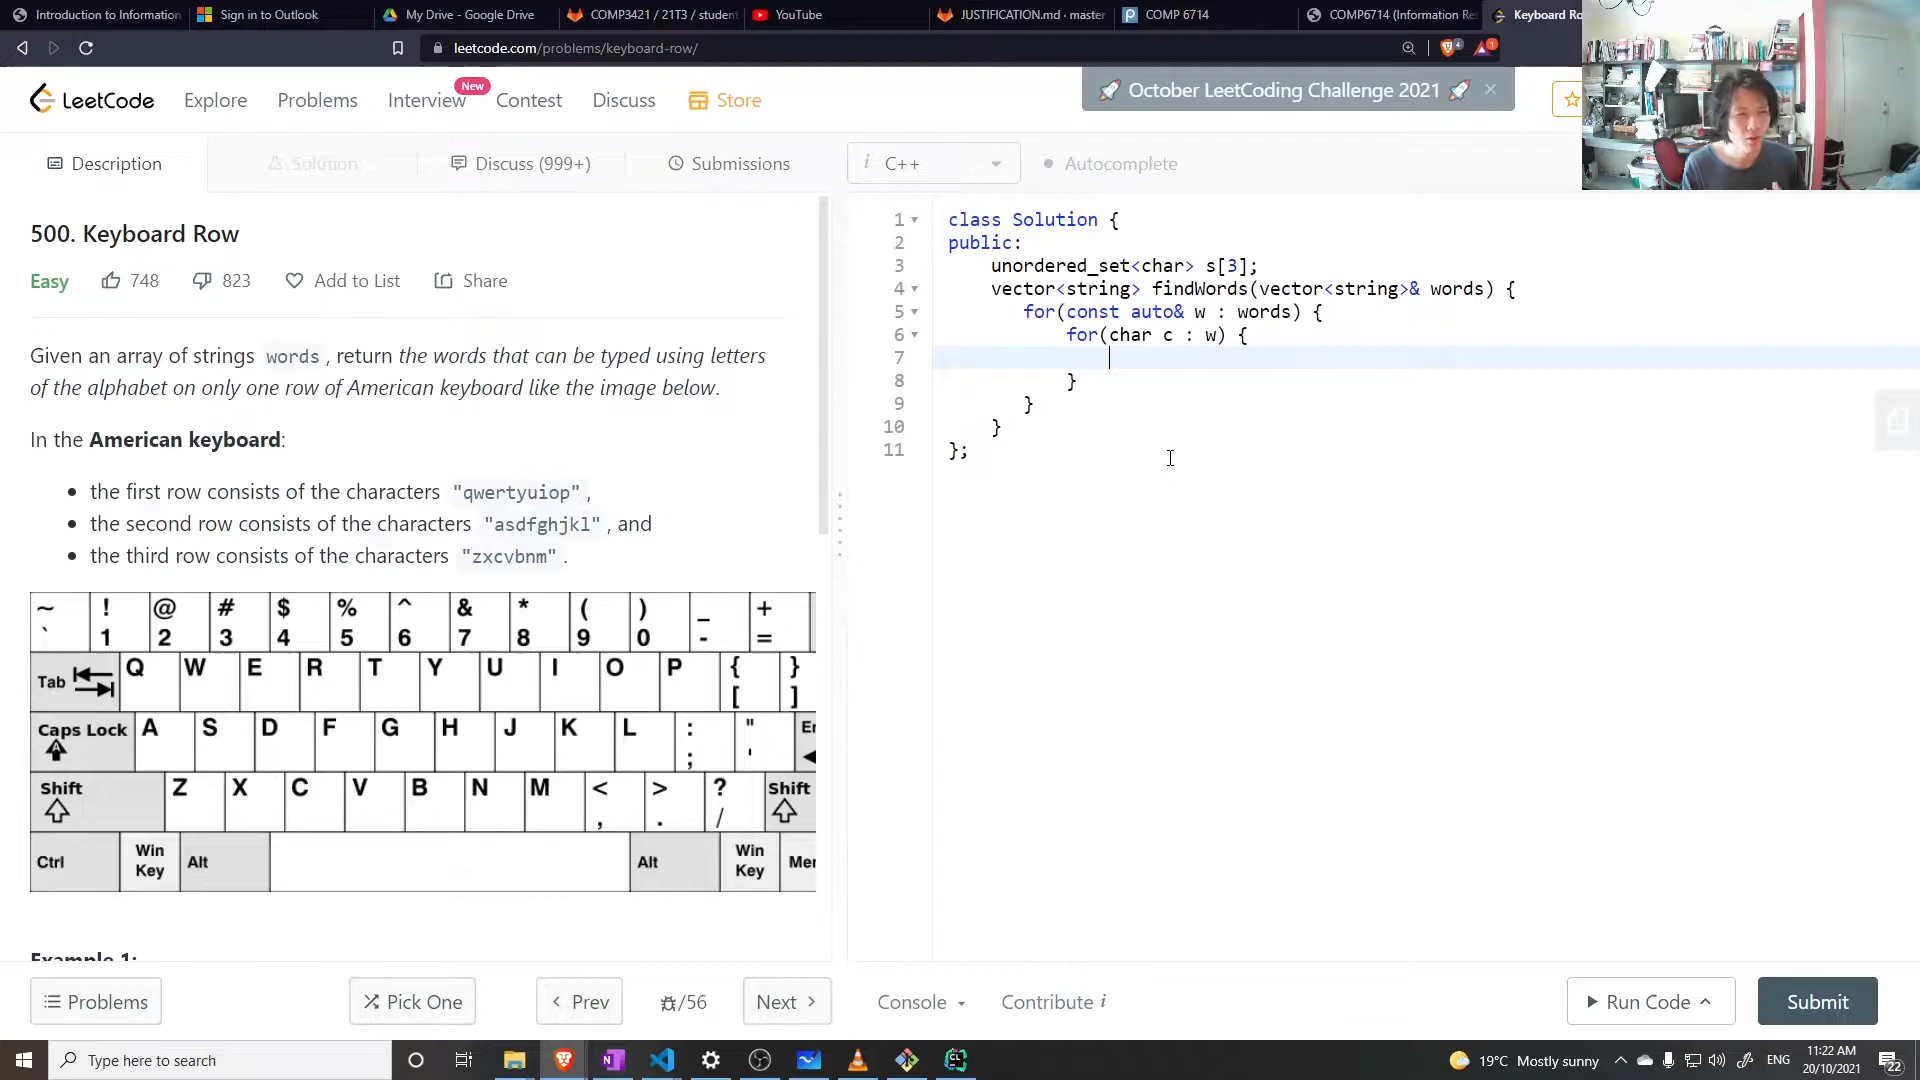 Introduction to Information
Sign in to Outlook
My Drive - Google Drive
COMP3421 / 21T3 / studen
YouTube
JUSTIFICATION.md · master
COMP 6714
COMP6714 (Information Re
Keyboard Ro
leetcode.com/problems/keyboard-row/
4
1
LeetCode
Explore
Problems
Interview
New
Contest
Discuss
Store
🚀 October LeetCoding Challenge 2021 🚀
Description
Solution
Discuss (999+)
Submissions
i C++
Autocomplete
500. Keyboard Row
Easy 748 823 Add to List Share
Given an array of strings words, return the words that can be typed using letters
of the alphabet on only one row of American keyboard like the image below.
In the American keyboard:
• the first row consists of the characters "qwertyuiop",
• the second row consists of the characters "asdfghjkl", and
• the third row consists of the characters "zxcvbnm".
~ ! @ # $ % ^ & * ( ) _ +
` 1 2 3 4 5 6 7 8 9 0 - =
Tab Q W E R T Y U I O P { }
[ ]
Caps Lock A S D F G H J K L : " En
; '
Shift Z X C V B N M < > ? Shift
, . /
Ctrl Win Key Alt Alt Win Key Men
Example 1:
1 class Solution {
2 public:
3 unordered_set<char> s[3];
4 vector<string> findWords(vector<string>& words) {
5 for(const auto& w : words) {
6 for(char c : w) {
7
8 }
9 }
10 }
11 };
Problems
Pick One
Prev
/56
Next
Console
Contribute i
Run Code
Submit
Type here to search
19°C Mostly sunny
ENG
11:22 AM
20/10/2021
22